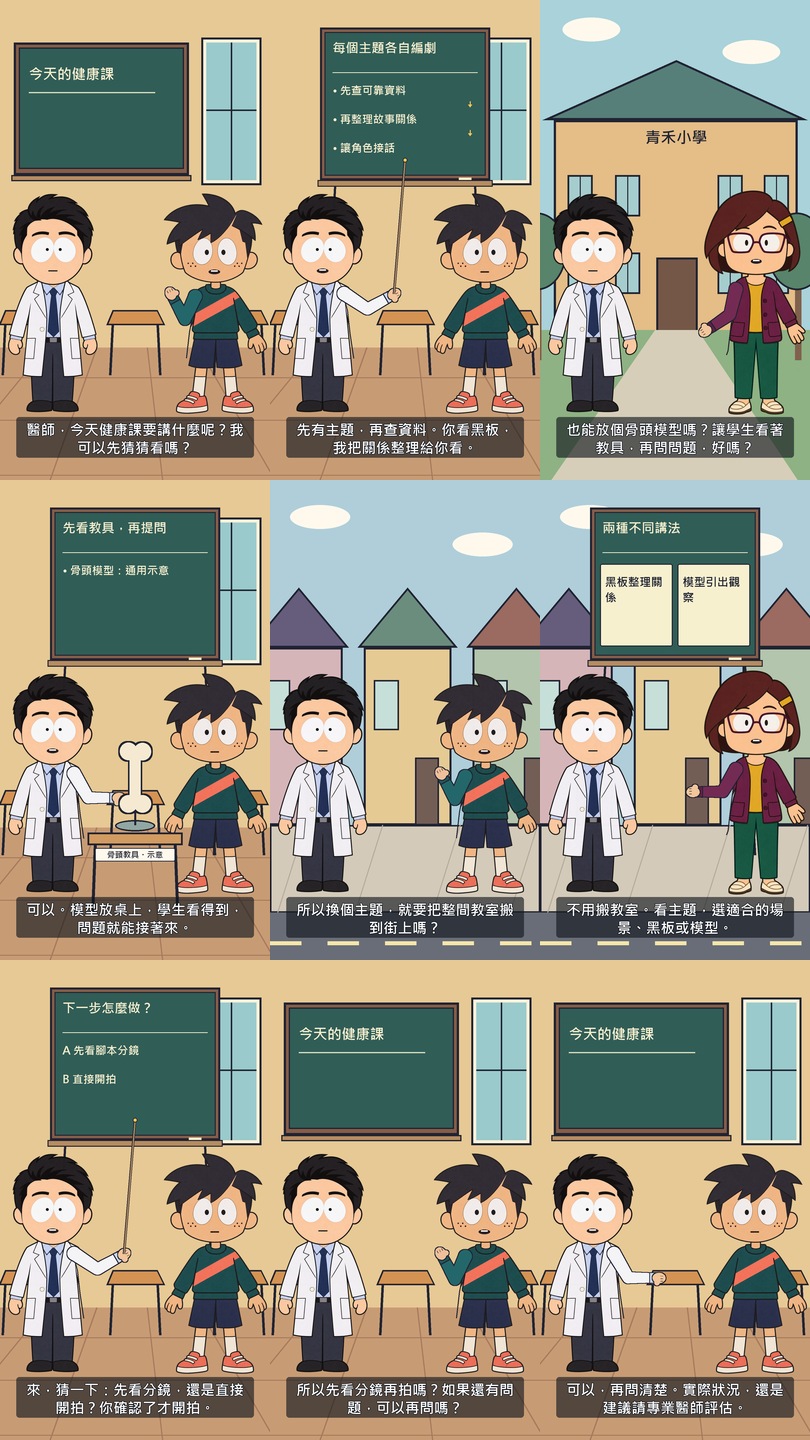 今天的健康課
醫師，今天健康課要講什麼呢？我
可以先猜猜看嗎？
每個主題各自編劇
• 先查可靠資料
↓
• 再整理故事關係
↓
• 讓角色接話
先有主題，再查資料。你看黑板，
我把關係整理給你看。
青禾小學
也能放個骨頭模型嗎？讓學生看著
教具，再問問題，好嗎？
先看教具，再提問
• 骨頭模型：通用示意
骨頭教具・示意
可以。模型放桌上，學生看得到，
問題就能接著來。
所以換個主題，就要把整間教室搬
到街上嗎？
兩種不同講法
黑板整理關
係
模型引出觀
察
不用搬教室。看主題，選適合的場
景、黑板或模型。
下一步怎麼做？
A 先看腳本分鏡
B 直接開拍
來，猜一下：先看分鏡，還是直接
開拍？你確認了才開拍。
今天的健康課
所以先看分鏡再拍嗎？如果還有問
題，可以再問嗎？
今天的健康課
可以，再問清楚。實際狀況，還是
建議請專業醫師評估。